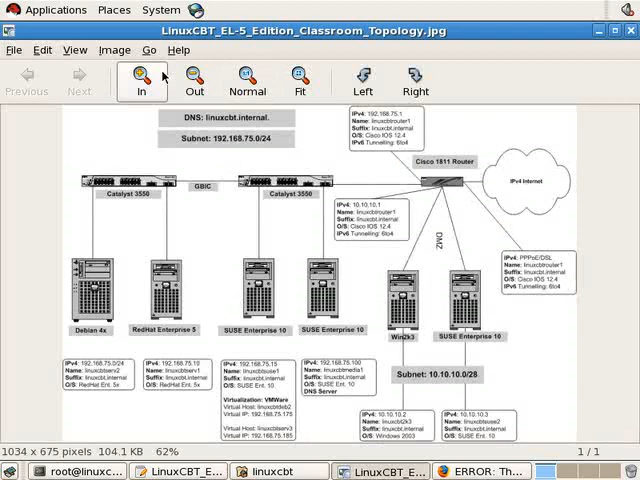 Applications Places System
LinuxCBT_EL-5_Edition_Classroom_Topology.jpg
File Edit View Image Go Help
Previous Next In Out Normal Fit Left Right
DNS: linuxcbt.internal.
Subnet: 192.168.75.0/24
IPv4: 192.168.75.1
Name: linuxcbtrouter1
Suffix: linuxcbt.internal
O/S: Cisco IOS 12.4
IPv6 Tunnelling: 6to4
Cisco 1811 Router
IPv4 Internet
Catalyst 3550
GBIC
Catalyst 3550
IPv4: 10.10.10.1
Name: linuxcbtrouter1
Suffix: linuxcbt.internal
O/S: Cisco IOS 12.4
IPv6 Tunnelling: 6to4
DMZ
IPv4: PPPoE/DSL
Name: linuxcbtrouter1
Suffix: linuxcbt.internal
O/S: Cisco IOS 12.4
IPv6 Tunnelling: 6to4
Debian 4x
RedHat Enterprise 5
SUSE Enterprise 10
SUSE Enterprise 10
Win2k3
SUSE Enterprise 10
IPv4: 192.168.75.0/24
Name: linuxcbtserv2
Suffix: linuxcbt.internal
O/S: RedHat Ent. 5x
IPv4: 192.168.75.10
Name: linuxcbtserv1
Suffix: linuxcbt.internal
O/S: RedHat Ent. 5x
IPv4: 192.168.75.15
Name: linuxcbtsuse1
Suffix: linuxcbt.internal
O/S: SUSE Ent. 10
Virtualization: VMWare
Virtual Host: linuxcbtdeb2
Virtual IP: 192.168.75.175
Virtual Host: linuxcbtserv3
Virtual IP: 192.168.75.185
IPv4: 192.168.75.100
Name: linuxcbtmedia1
Suffix: linuxcbt.internal
O/S: SUSE Ent. 10
DNS Server
Subnet: 10.10.10.0/28
IPv4: 10.10.10.2
Name: linuxcbt2k3
Suffix: linuxcbt.internal
O/S: Windows 2003
IPv4: 10.10.10.3
Name: linuxcbtsuse2
Suffix: linuxcbt.internal
O/S: SUSE Ent. 10
1034 x 675 pixels 104.1 KB 62% 1 / 1
root@linuxc... LinuxCBT_E... linuxcbt LinuxCBT_E... ERROR: Th...